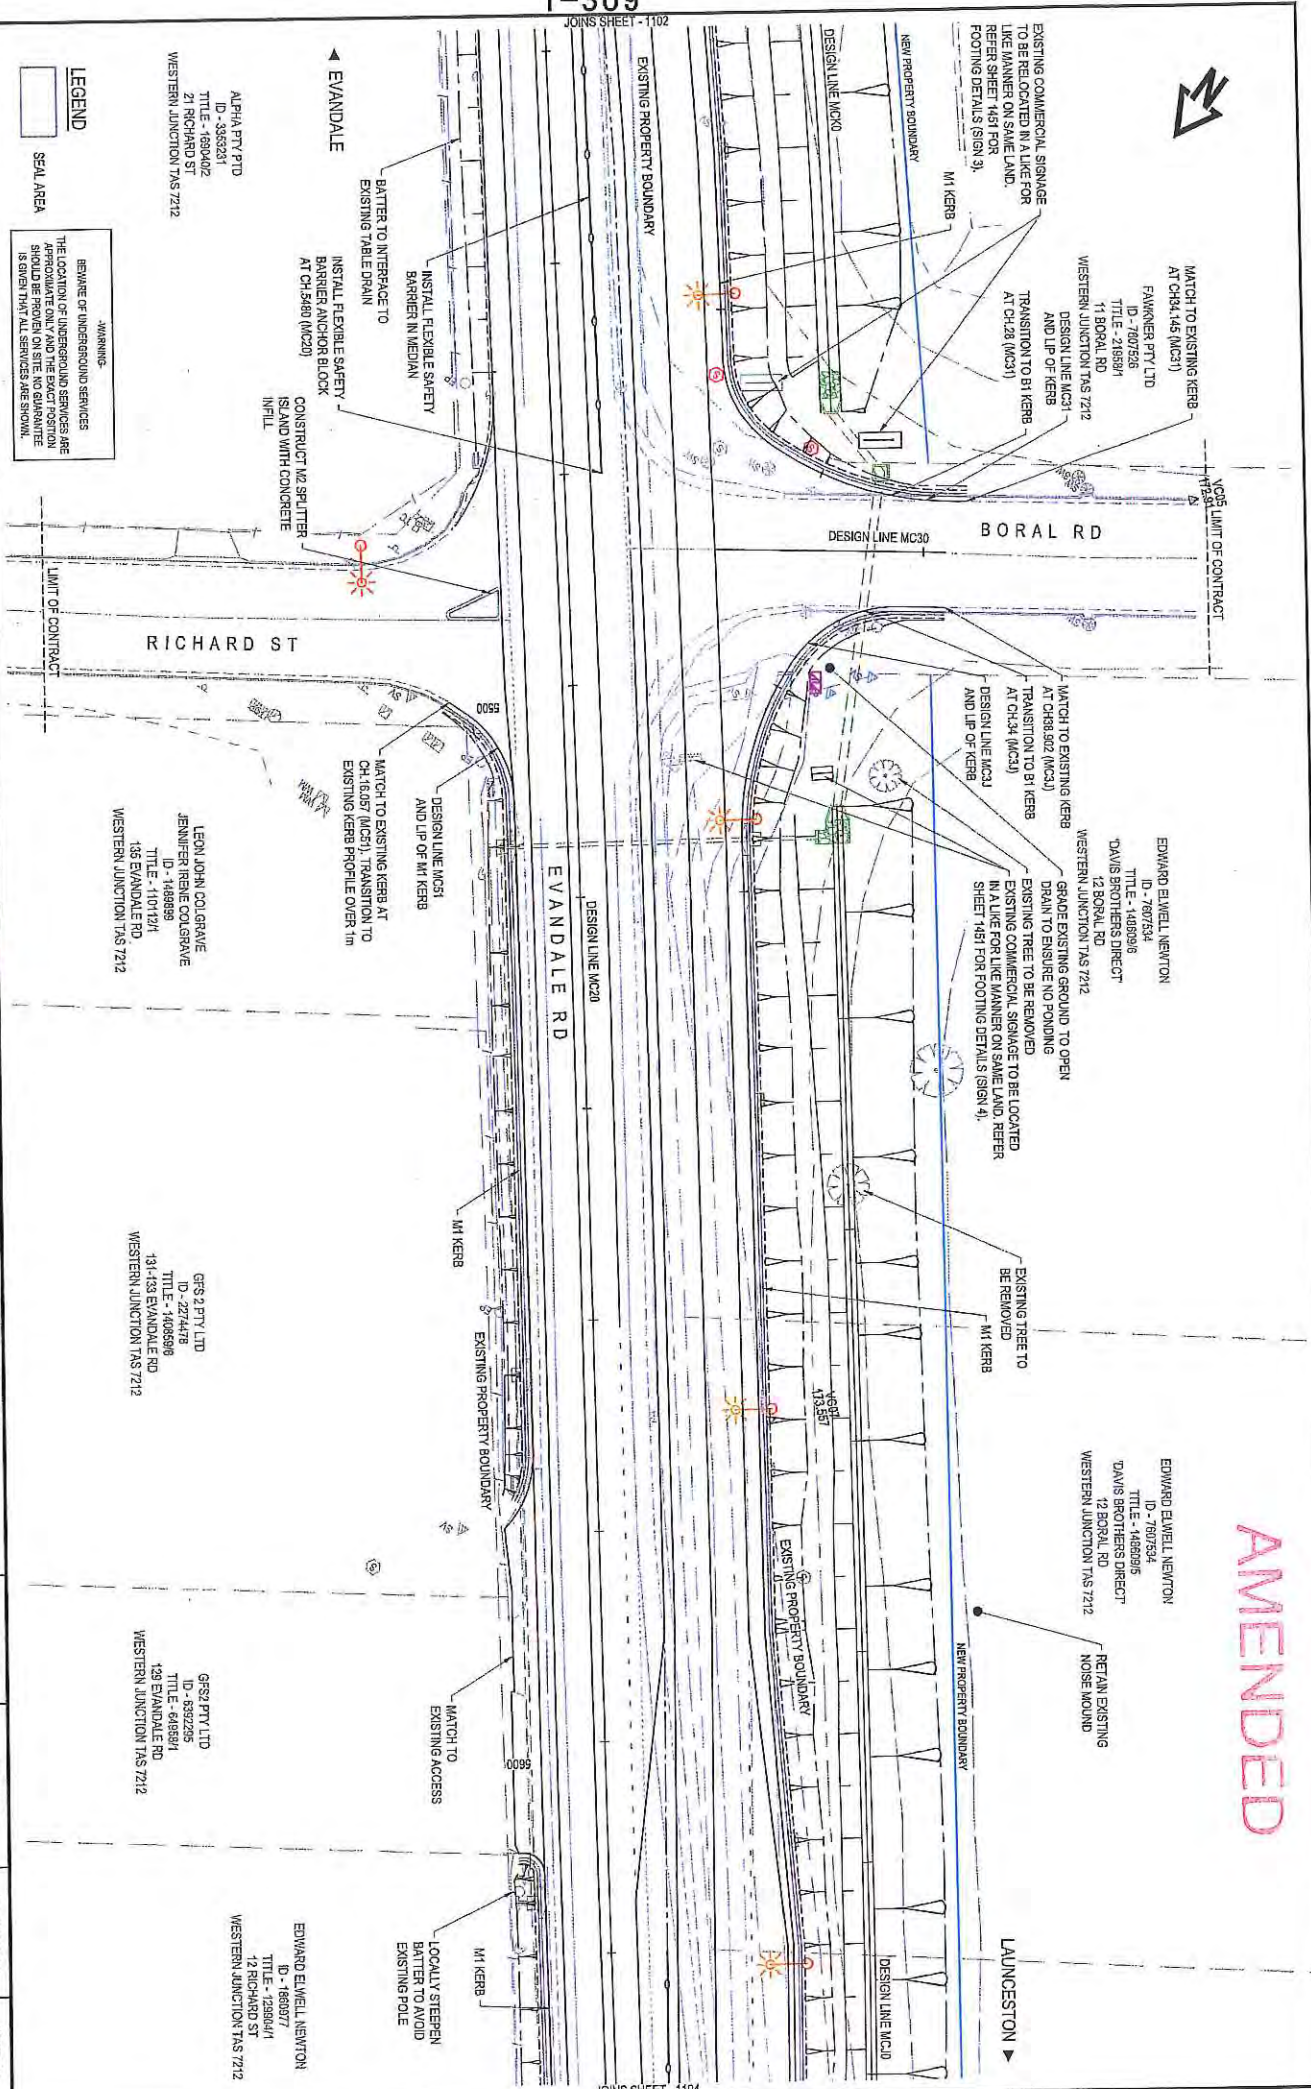 JOINS SHEET - 1102
EXISTING COMMERCIAL SIGNAGE
TO BE RELOCATED IN A LIKE FOR
LIKE MANNER ON SAME LAND.
REFER SHEET 1451 FOR
FOOTING DETAILS (SIGN 3).
M1 KERB
NEW PROPERTY BOUNDARY
DESIGN LINE MCK0
EXISTING PROPERTY BOUNDARY
MATCH TO EXISTING KERB
AT CH34.145 (MC31)
FAWKNER PTY LTD
ID - 7607526
TITLE - 21958/1
11 BORAL RD
WESTERN JUNCTION TAS 7212
DESIGN LINE MC31
AND LIP OF KERB
TRANSITION TO B1 KERB
AT CH.28 (MC31)
VC05 LIMIT OF CONTRACT
BORAL RD
DESIGN LINE MC30
MATCH TO EXISTING KERB
AT CH38.902 (MC3J)
TRANSITION TO B1 KERB
AT CH.34 (MC3J)
DESIGN LINE MC3J
AND LIP OF KERB
EDWARD ELWELL NEWTON
ID - 7607534
TITLE - 148609/6
'DAVIS BROTHERS DIRECT'
12 BORAL RD
WESTERN JUNCTION TAS 7212
GRADE EXISTING GROUND TO OPEN
DRAIN TO ENSURE NO PONDING
EXISTING TREE TO BE REMOVED
EXISTING COMMERCIAL SIGNAGE TO BE LOCATED
IN A LIKE FOR LIKE MANNER ON SAME LAND. REFER
SHEET 1451 FOR FOOTING DETAILS (SIGN 4).
EXISTING TREE TO
BE REMOVED
M1 KERB
VG07
173.557
EDWARD ELWELL NEWTON
ID - 7607534
TITLE - 148609/5
'DAVIS BROTHERS DIRECT'
12 BORAL RD
WESTERN JUNCTION TAS 7212
RETAIN EXISTING
NOISE MOUND
AMENDED
EXISTING PROPERTY BOUNDARY
NEW PROPERTY BOUNDARY
DESIGN LINE MCJ0
LAUNCESTON
EVANDALE
BATTER TO INTERFACE TO
EXISTING TABLE DRAIN
INSTALL FLEXIBLE SAFETY
BARRIER IN MEDIAN
INSTALL FLEXIBLE SAFETY
BARRIER ANCHOR BLOCK
AT CH.5480 (MC20)
CONSTRUCT M2 SPLITTER
ISLAND WITH CONCRETE
INFILL
ALPHA PTY PTD
ID - 3353231
TITLE - 169040/2
21 RICHARD ST
WESTERN JUNCTION TAS 7212
LEGEND
SEAL AREA
-WARNING-
BEWARE OF UNDERGROUND SERVICES
THE LOCATION OF UNDERGROUND SERVICES ARE
APPROXIMATE ONLY AND THE EXACT POSITION
SHOULD BE PROVEN ON SITE. NO GUARANTEE
IS GIVEN THAT ALL SERVICES ARE SHOWN.
LIMIT OF CONTRACT
RICHARD ST
5500
DESIGN LINE MC51
AND LIP OF M1 KERB
MATCH TO EXISTING KERB AT
CH.16.057 (MC51). TRANSITION TO
EXISTING KERB PROFILE OVER 1m
EVANDALE RD
DESIGN LINE MC20
LEON JOHN COLGRAVE
JENNIFER IRENE COLGRAVE
ID - 1489899
TITLE - 110112/1
135 EVANDALE RD
WESTERN JUNCTION TAS 7212
M1 KERB
EXISTING PROPERTY BOUNDARY
GFS 2 PTY LTD
ID - 2274478
TITLE - 140859/6
131-133 EVANDALE RD
WESTERN JUNCTION TAS 7212
MATCH TO
EXISTING ACCESS
5600
GFS2 PTY LTD
ID - 6392295
TITLE - 64958/1
129 EVANDALE RD
WESTERN JUNCTION TAS 7212
M1 KERB
LOCALLY STEEPEN
BATTER TO AVOID
EXISTING POLE
EDWARD ELWELL NEWTON
ID - 1860977
TITLE - 129804/1
12 RICHARD ST
WESTERN JUNCTION TAS 7212